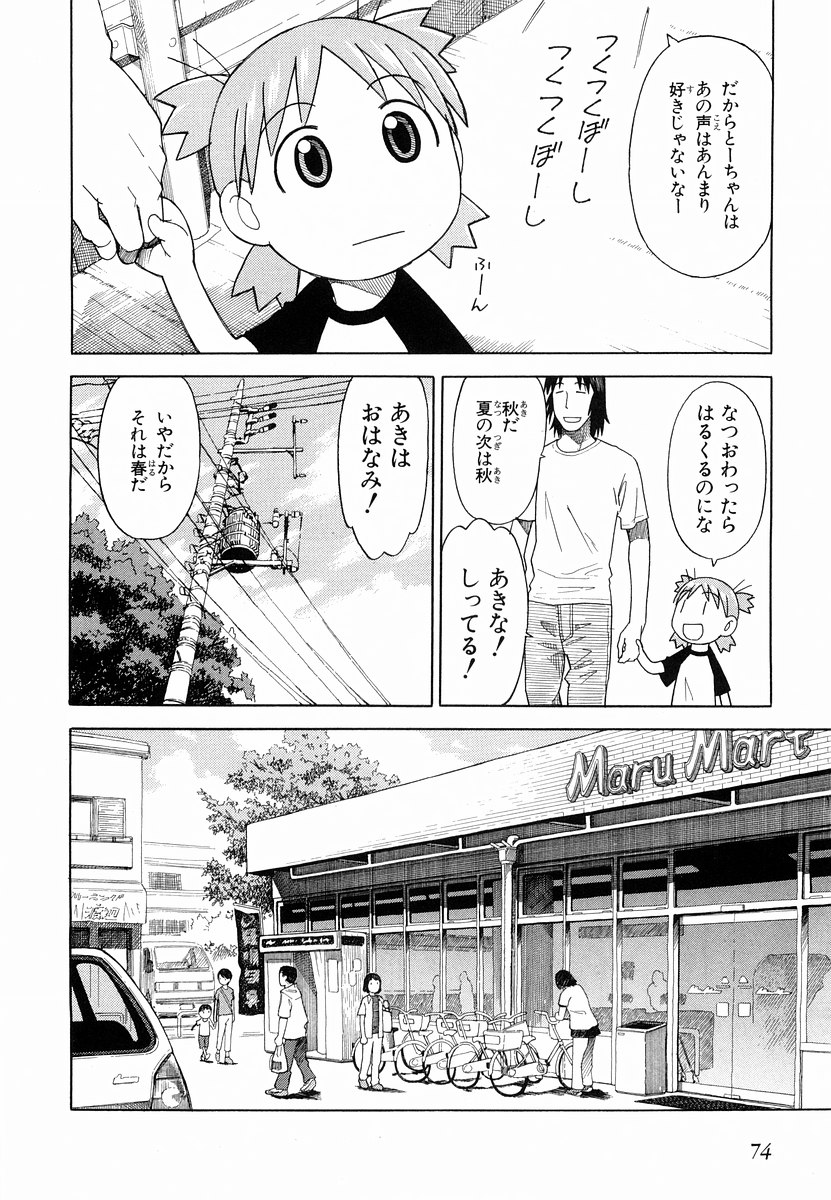 だからとーちゃんは
あの声はあんまり
好きじゃないなー
つくつくぼーし
つくつくぼーし
ふーん
なつおわったら
はるくるのにな
秋だ
夏の次は秋
あきな!
しってる!
あきは
おはなみ!
いやだから
それは春だ
Maru Mart
74